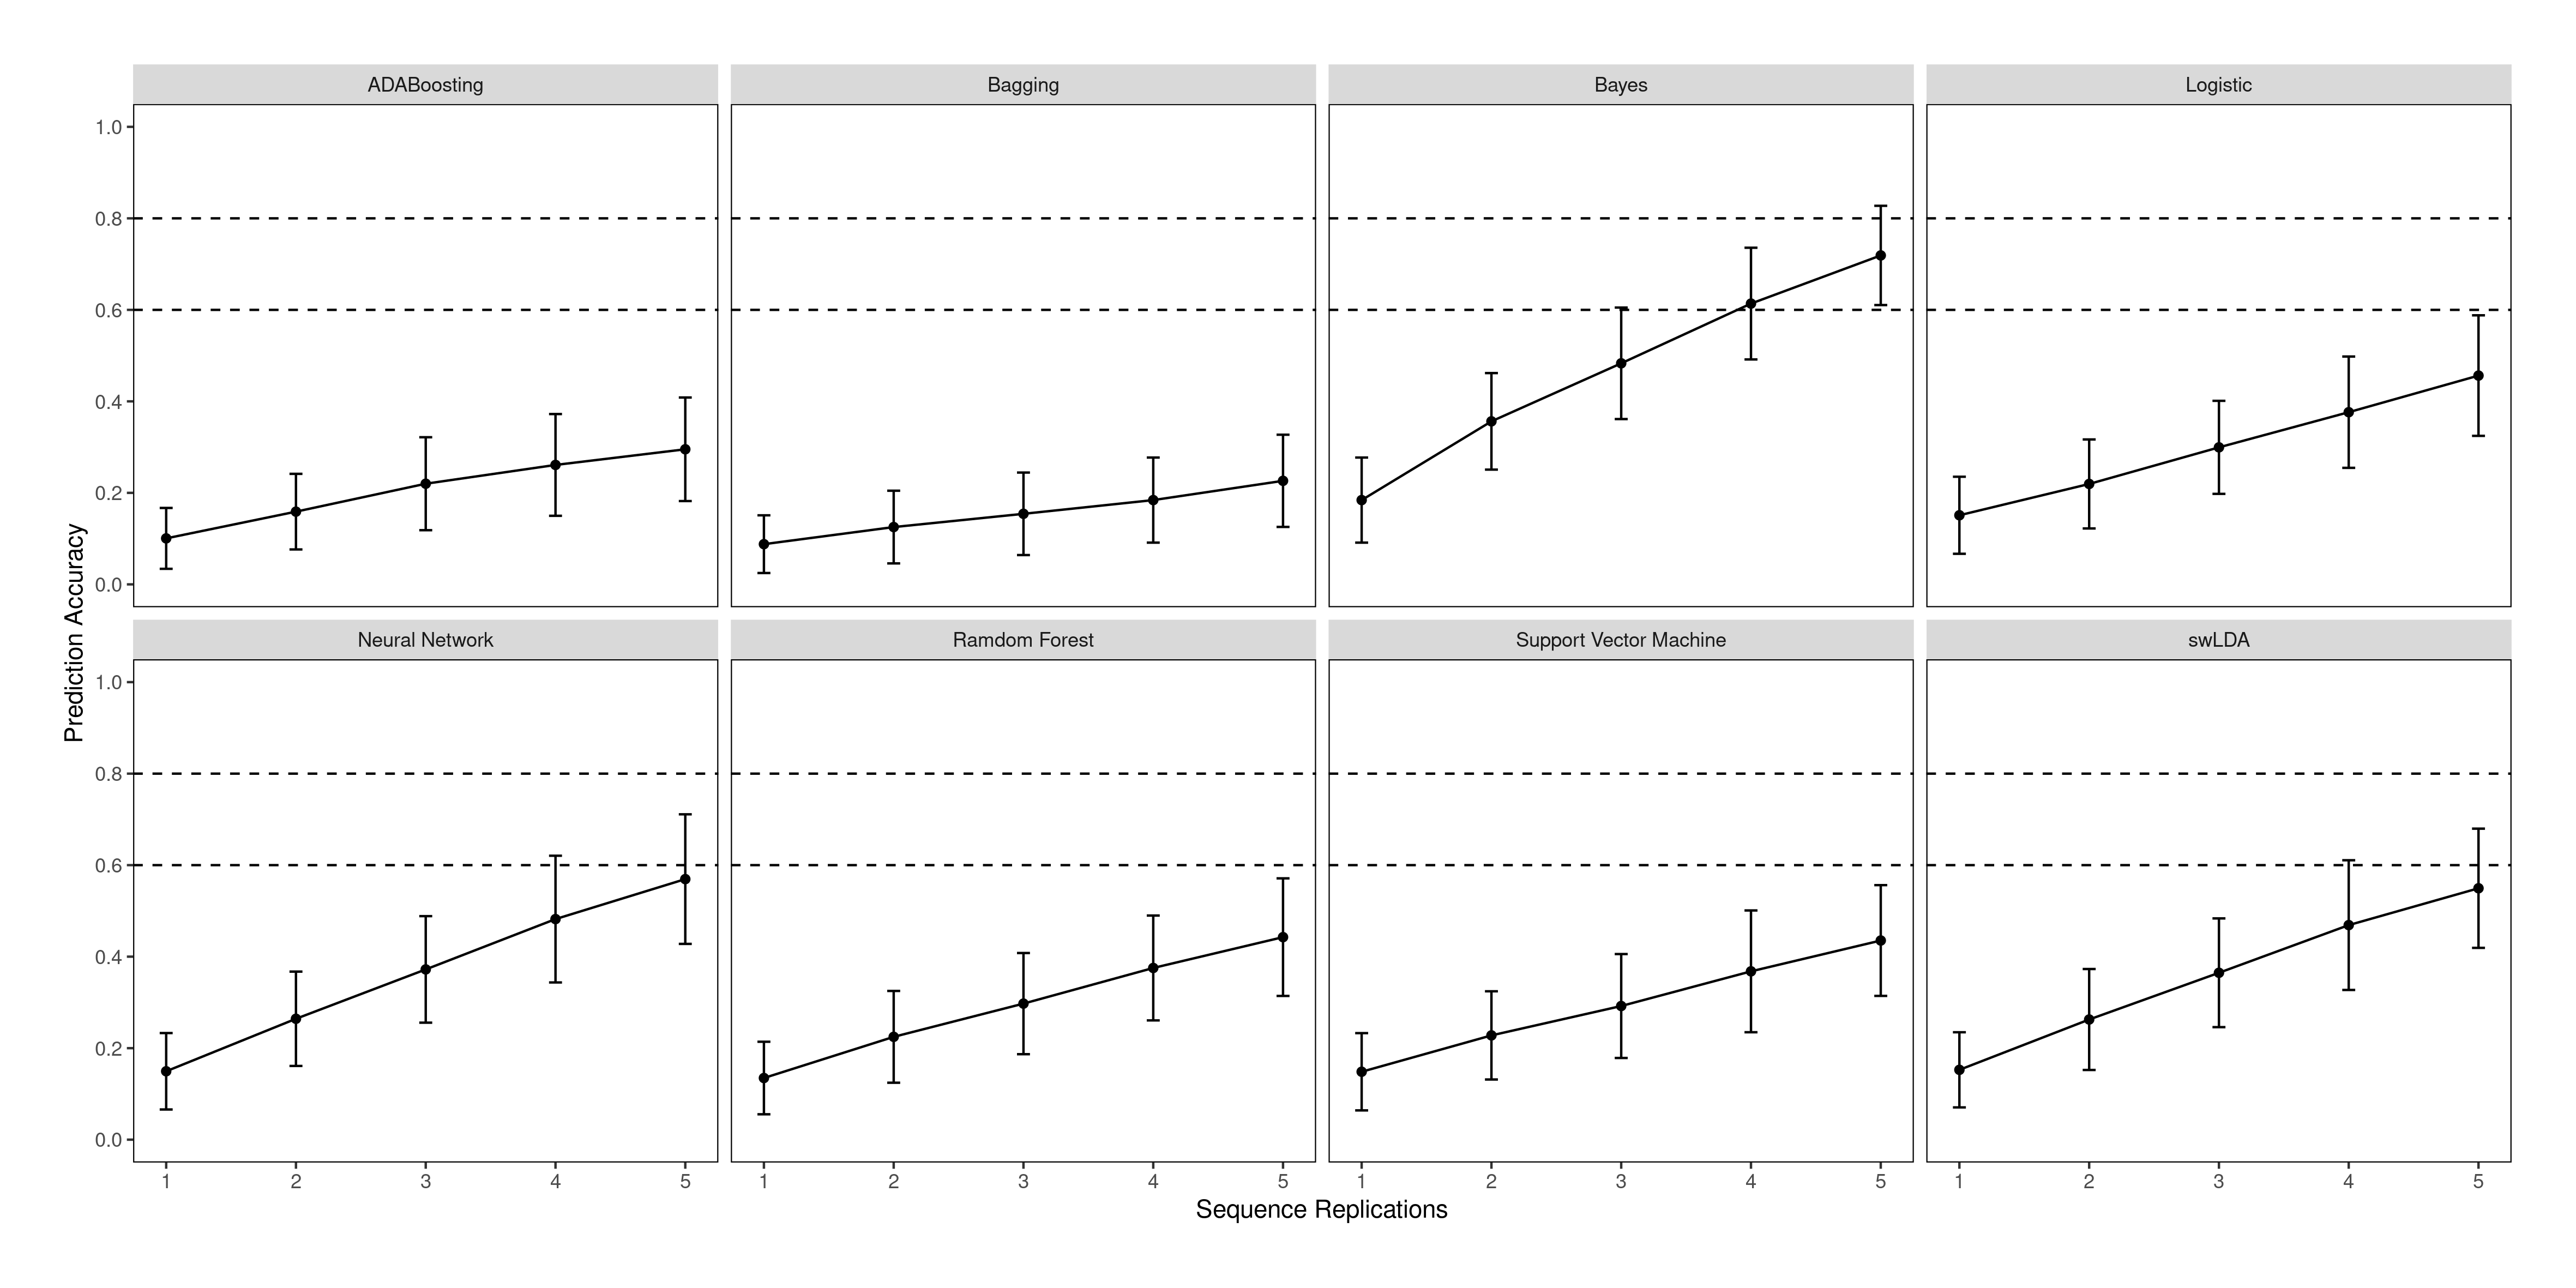 ADABoosting Bagging Bayes Logistic
1.0
0.8
0.6
0.4
0.2
0.0
Prediction Accuracy
Neural Network Ramdom Forest Support Vector Machine swLDA
1.0
0.8
0.6
0.4
0.2
0.0
1 2 3 4 5 1 2 3 4 5 1 2 3 4 5 1 2 3 4 5
Sequence Replications